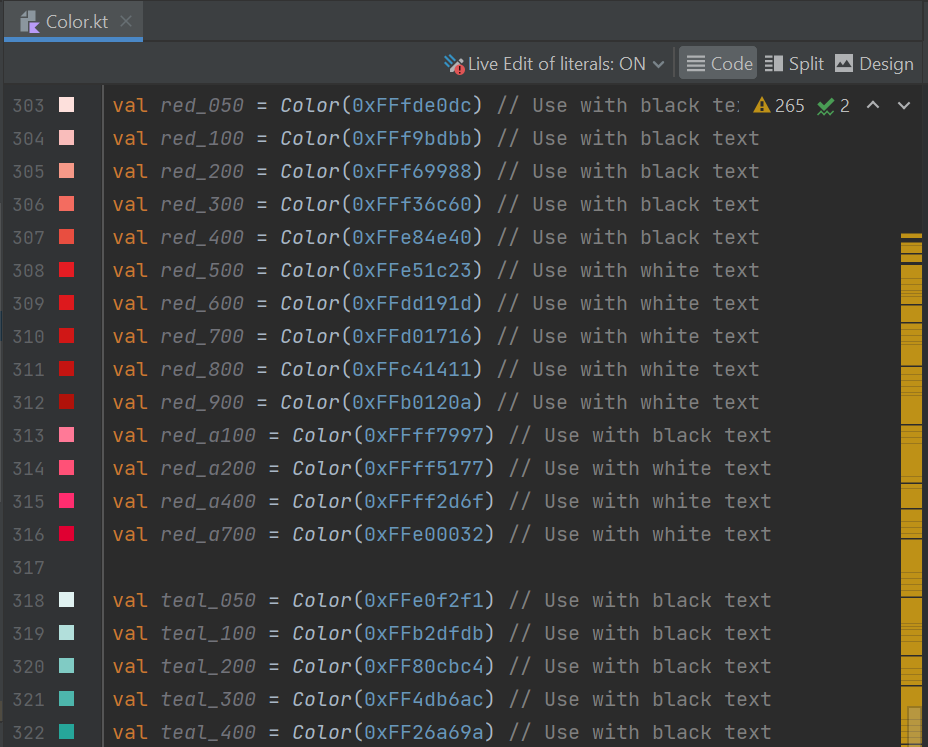 Color.kt
Live Edit of literals: ON Code Split Design
303 val red_050 = Color(0xFFfde0dc) // Use with black te 265 2
304 val red_100 = Color(0xFFf9bdbb) // Use with black text
305 val red_200 = Color(0xFFf69988) // Use with black text
306 val red_300 = Color(0xFFf36c60) // Use with black text
307 val red_400 = Color(0xFFe84e40) // Use with black text
308 val red_500 = Color(0xFFe51c23) // Use with white text
309 val red_600 = Color(0xFFdd191d) // Use with white text
310 val red_700 = Color(0xFFd01716) // Use with white text
311 val red_800 = Color(0xFFc41411) // Use with white text
312 val red_900 = Color(0xFFb0120a) // Use with white text
313 val red_a100 = Color(0xFFff7997) // Use with black text
314 val red_a200 = Color(0xFFff5177) // Use with white text
315 val red_a400 = Color(0xFFff2d6f) // Use with white text
316 val red_a700 = Color(0xFFe00032) // Use with white text
317
318 val teal_050 = Color(0xFFe0f2f1) // Use with black text
319 val teal_100 = Color(0xFFb2dfdb) // Use with black text
320 val teal_200 = Color(0xFF80cbc4) // Use with black text
321 val teal_300 = Color(0xFF4db6ac) // Use with black text
322 val teal_400 = Color(0xFF26a69a) // Use with black text